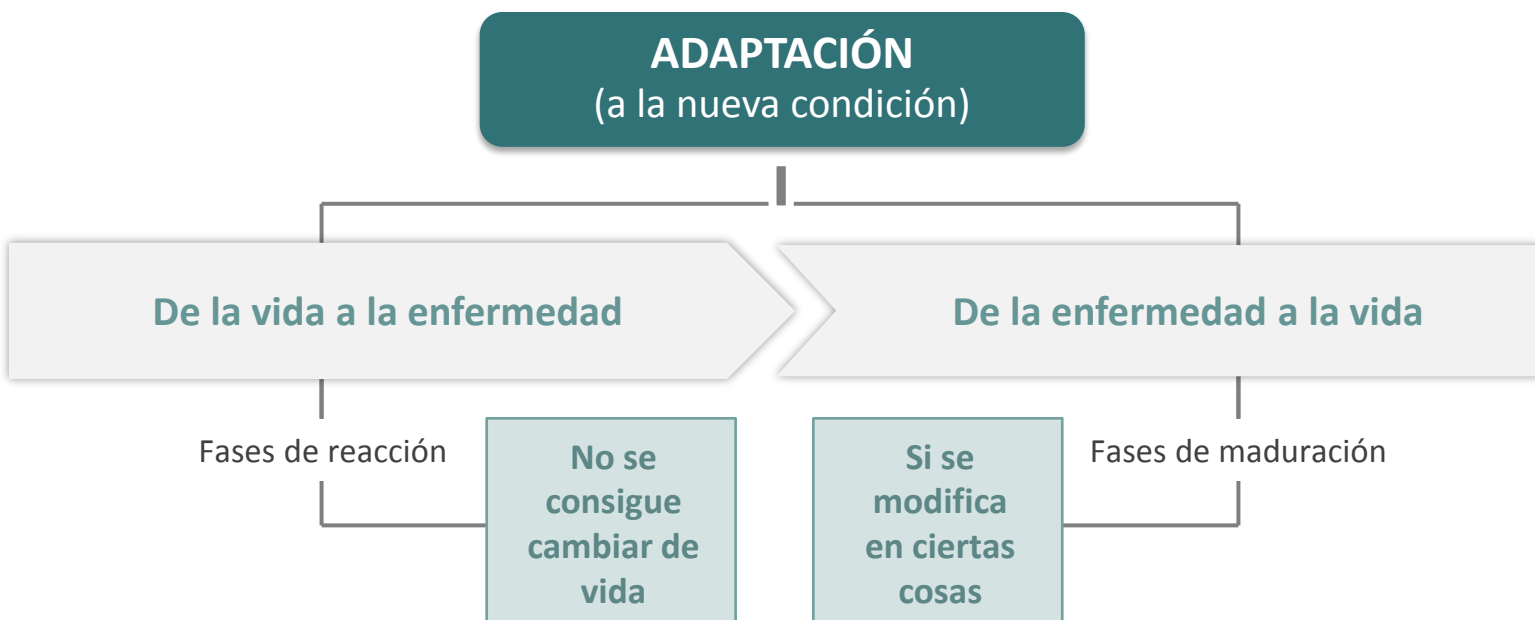 ADAPTACIÓN
(a la nueva condición)
De la vida a la enfermedad
De la enfermedad a la vida
Fases de reacción
No se
consigue
cambiar de
vida
Si se
modifica
en ciertas
cosas
Fases de maduración